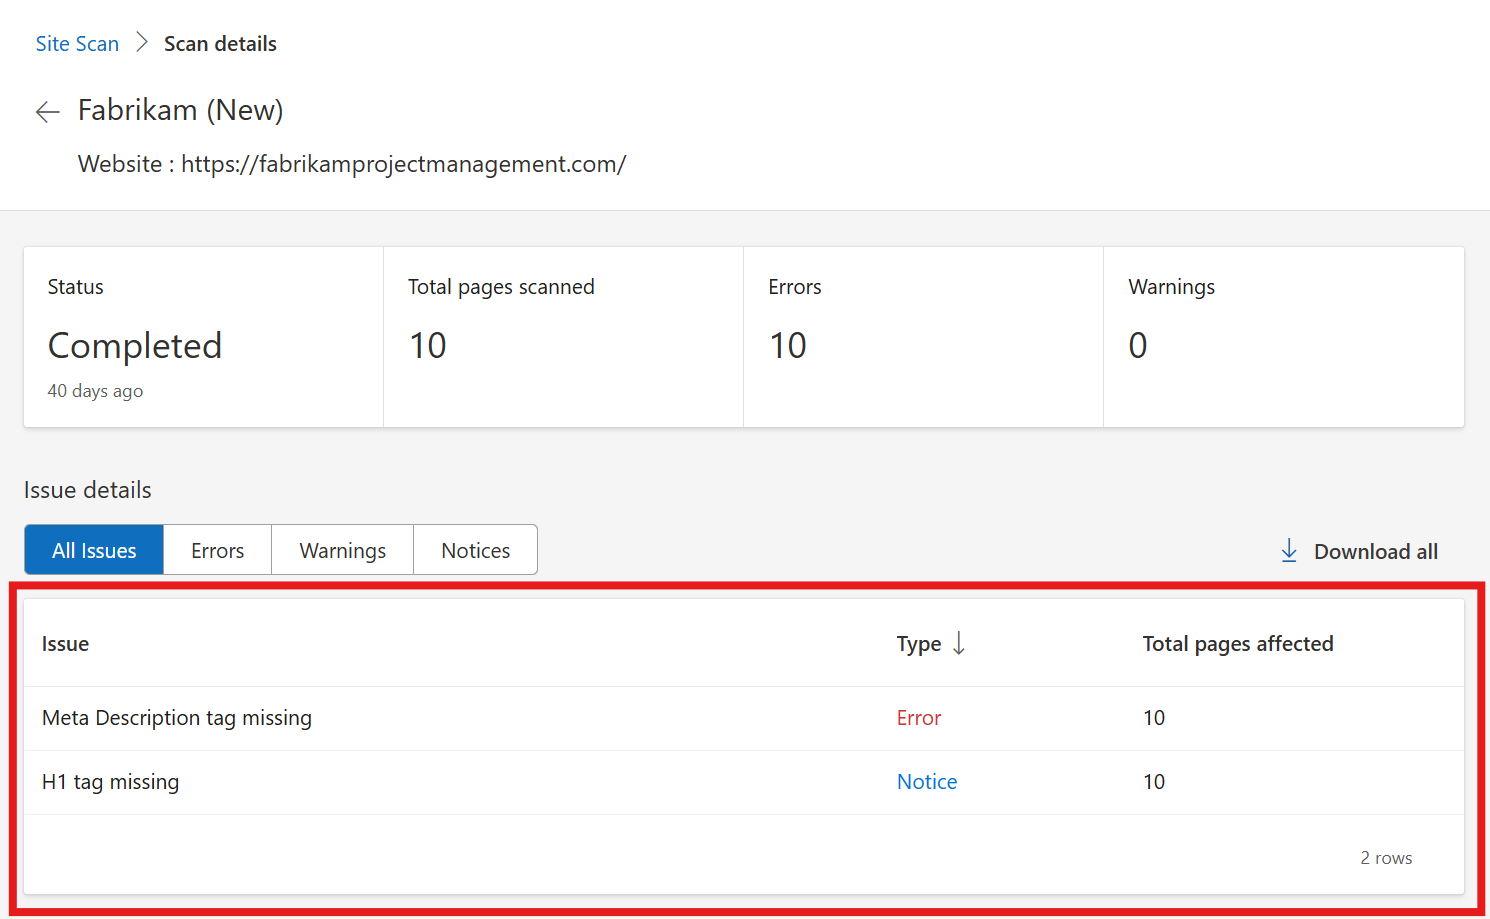 Site Scan > Scan details
Fabrikam (New)
Website : https://fabrikamprojectmanagement.com/
Status Total pages scanned Errors Warnings
Completed 10 10 0
40 days ago
Issue details
All Issues Errors Warnings Notices Download all
Issue Type Total pages affected
Meta Description tag missing Error 10
H1 tag missing Notice 10
2 rows